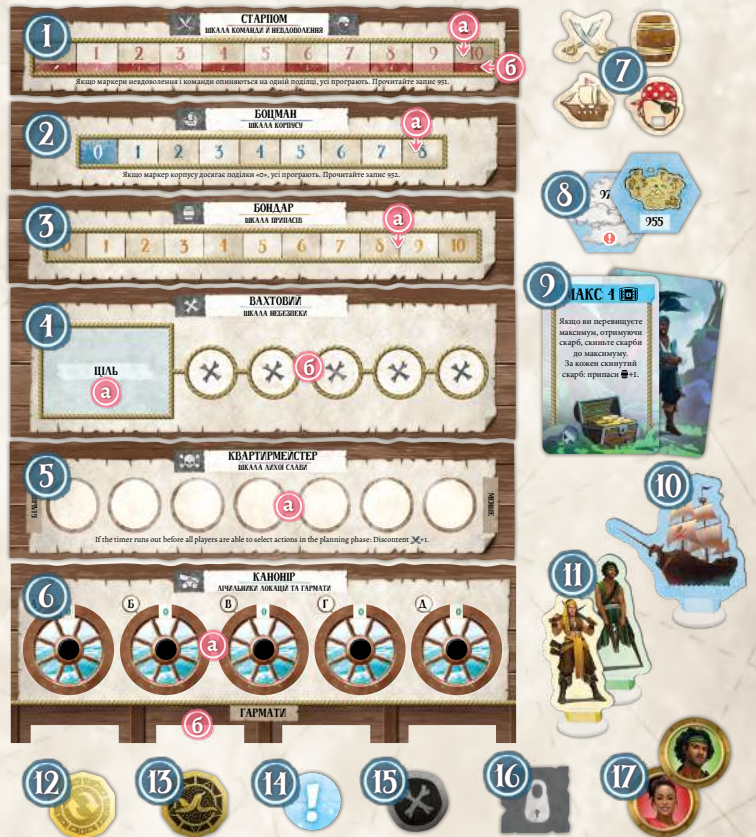 1
СТАРПОМ
ШКАЛА КОМАНДИ Й НЕВДОВОЛЕННЯ
а
1 2 3 4 5 6 7 8 9 10
б
Якщо маркери невдоволення і команди опиняються на одній поділці, усі програють. Прочитайте запис 951.
2
БОЦМАН
ШКАЛА КОРПУСУ
а
0 1 2 3 4 5 6 7 8
Якщо маркер корпусу досягає поділки «0», усі програють. Прочитайте запис 952.
3
БОНДАР
ШКАЛА ПРИПАСІВ
а
0 1 2 3 4 5 6 7 8 9 10
4
ВАХТОВИЙ
ШКАЛА НЕБЕЗПЕКИ
ЦІЛЬ
а
б
5
КВАРТИРМЕЙСТЕР
ШКАЛА ЛИХОЇ СЛАВИ
а
МЕНШЕ
If the timer runs out before all players are able to select actions in the planning phase: Discontent +1.
6
КАНОНІР
ЛІЧИЛЬНИКИ ЛОКАЦІЙ ТА ГАРМАТИ
Б В Г Д
0 0 0 0 0
а
ГАРМАТИ
б
7
8
97
955
!
9
МАКС: 4
Якщо ви перевищуєте
максимум, отримуючи
скарб, скиньте скарби
до максимуму.
За кожен скинутий
скарб: припаси +1.
10
11
12
13
14
!
15
16
17